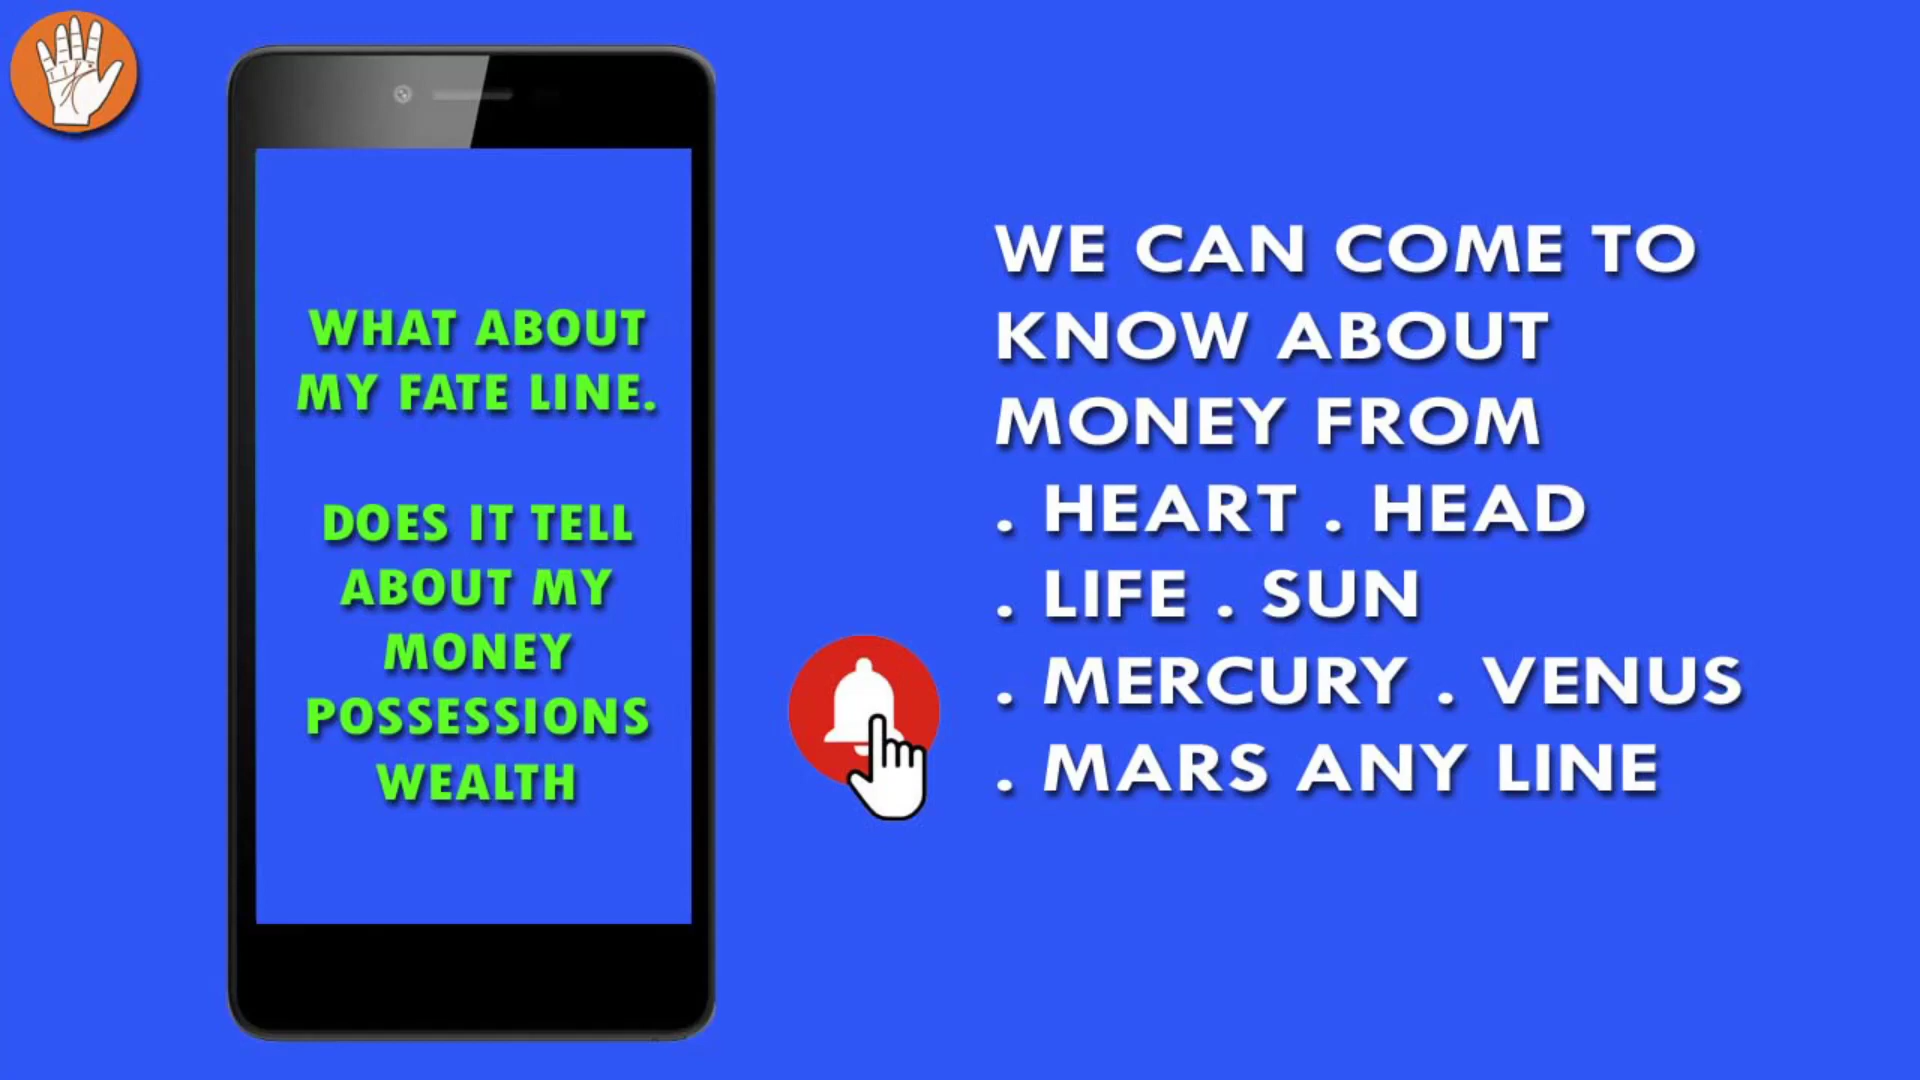 WHAT ABOUT
MY FATE LINE.
DOES IT TELL
ABOUT MY
MONEY
POSSESSIONS
WEALTH
WE CAN COME TO
KNOW ABOUT
MONEY FROM
. HEART . HEAD
. LIFE . SUN
. MERCURY . VENUS
. MARS ANY LINE